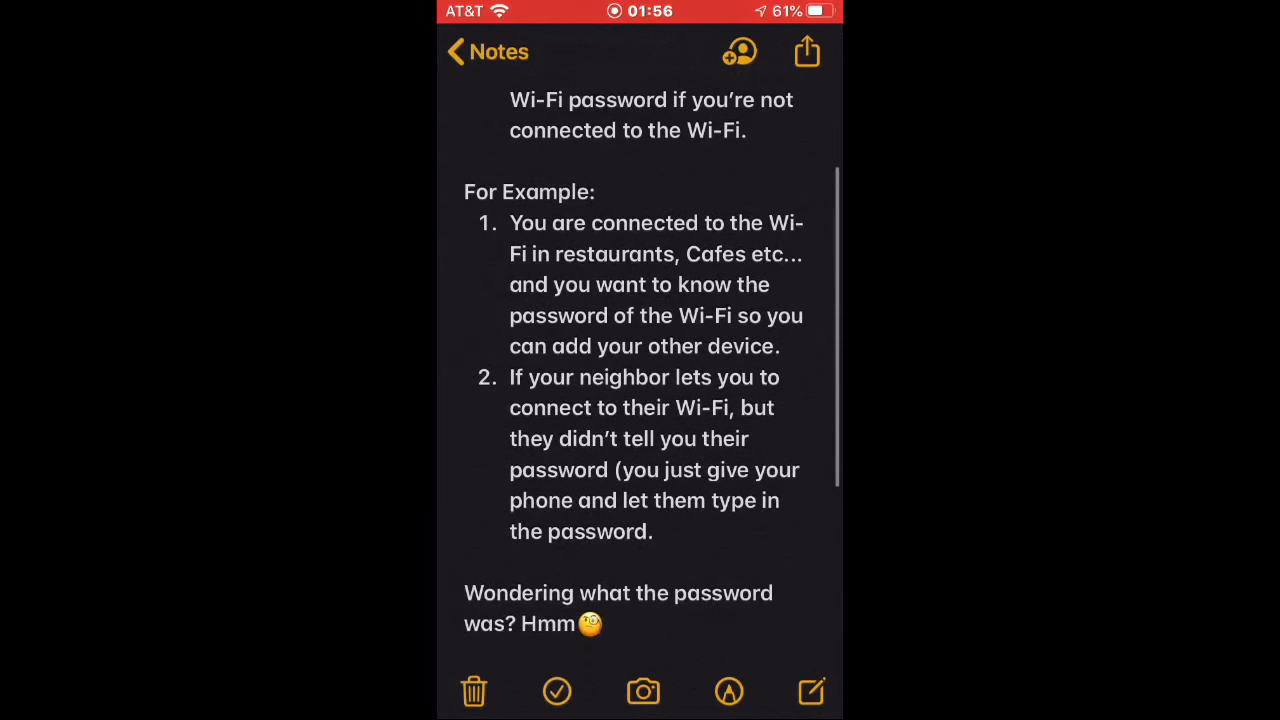 AT&T 01:56 61%
Notes
Wi-Fi password if you’re not
connected to the Wi-Fi.
For Example:
1. You are connected to the Wi-
Fi in restaurants, Cafes etc...
and you want to know the
password of the Wi-Fi so you
can add your other device.
2. If your neighbor lets you to
connect to their Wi-Fi, but
they didn’t tell you their
password (you just give your
phone and let them type in
the password.
Wondering what the password
was? Hmm🧐